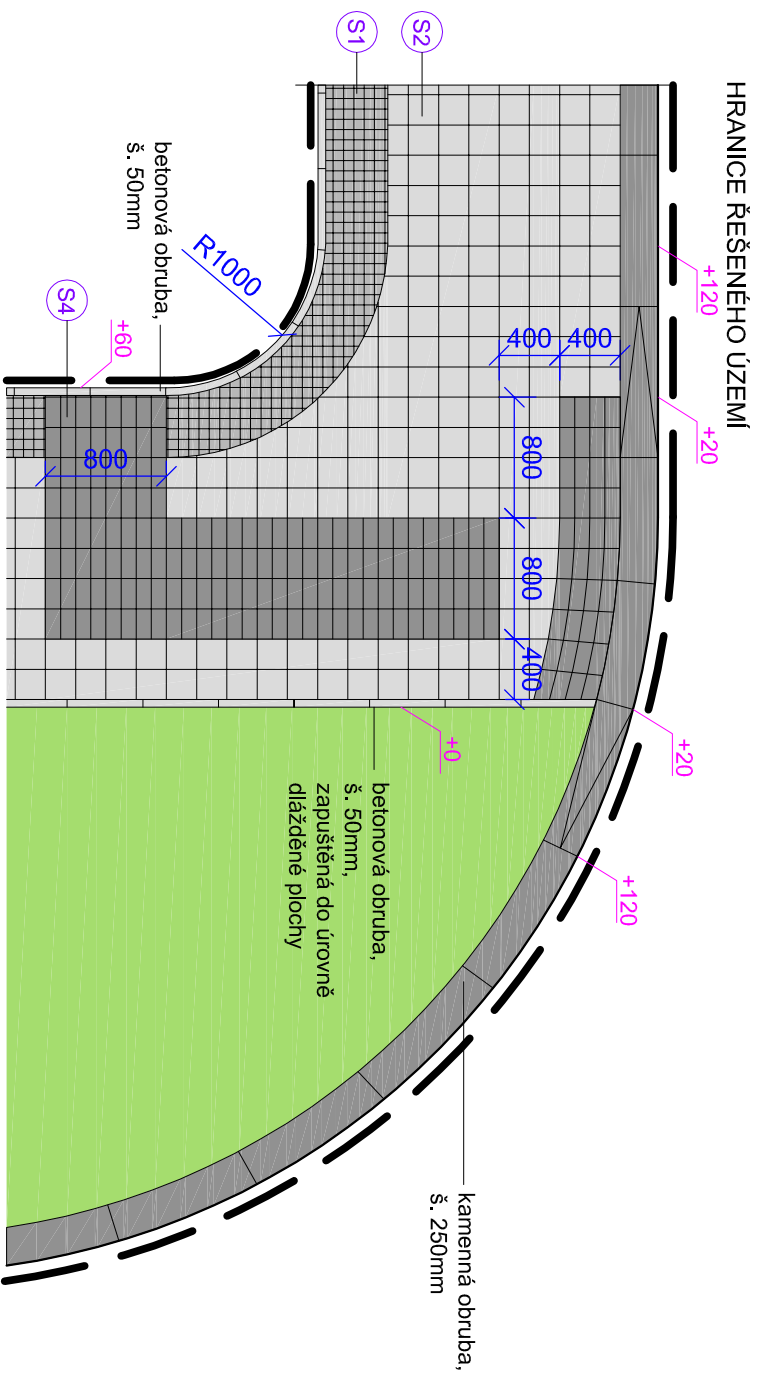 HRANICE ŘEŠENÉHO ÚZEMÍ
+120
+20
+20
+120
S2
S1
S4
betonová obruba,
š. 50mm
R1000
+60
400
400
800
800
400
800
+0
betonová obruba,
š. 50mm,
zapuštěná do úrovně
dlážděné plochy
kamenná obruba,
š. 250mm